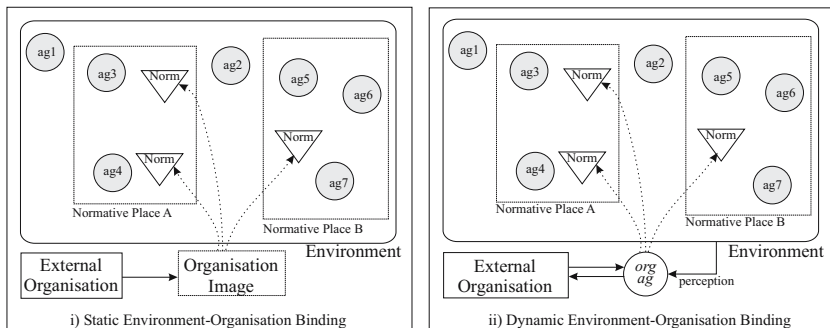 ag1
ag3
Norm
ag2
ag5
ag6
Norm
ag4
Norm
ag7
Normative Place A
Normative Place B
Environment
External
Organisation
Organisation
Image
i) Static Environment-Organisation Binding
ag1
ag3
Norm
ag2
ag5
ag6
Norm
ag4
Norm
ag7
Normative Place A
Normative Place B
Environment
External
Organisation
org
ag
perception
ii) Dynamic Environment-Organisation Binding